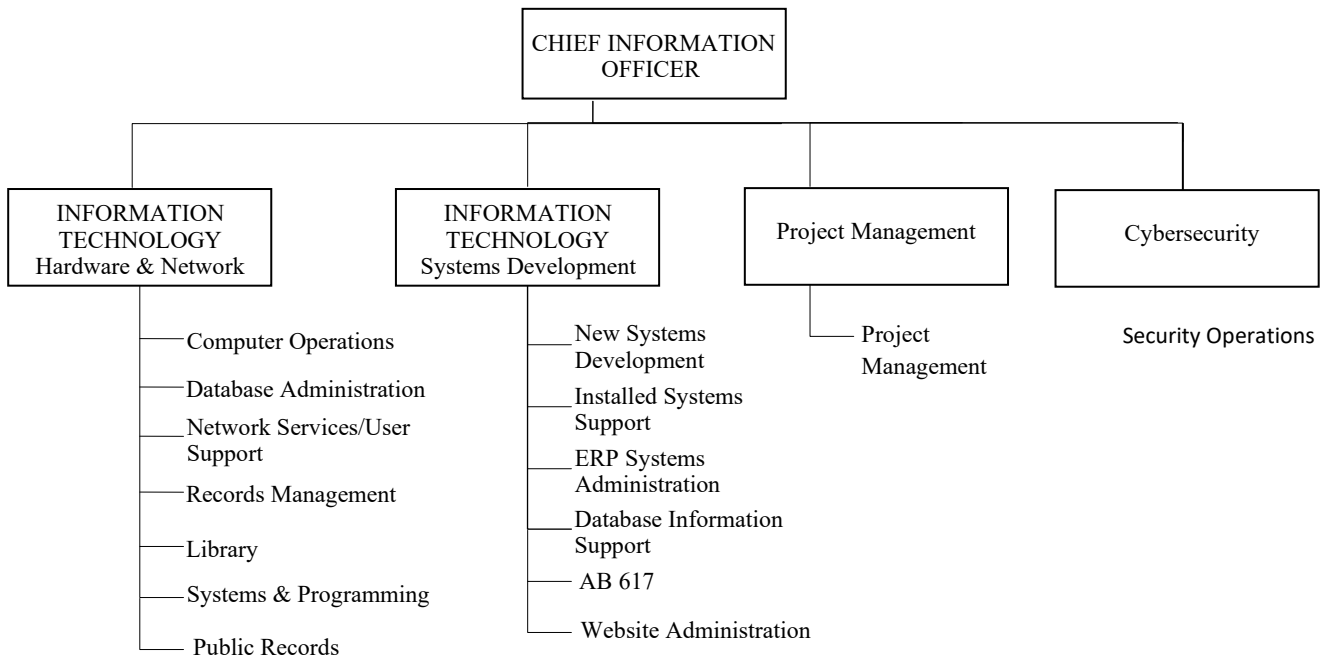 CHIEF INFORMATION
OFFICER
INFORMATION
TECHNOLOGY
Hardware & Network
INFORMATION
TECHNOLOGY
Systems Development
Project Management
Cybersecurity
Computer Operations
Database Administration
Network Services/User
Support
Records Management
Library
Systems & Programming
Public Records
New Systems
Development
Installed Systems
Support
ERP Systems
Administration
Database Information
Support
AB 617
Website Administration
Project
Management
Security Operations